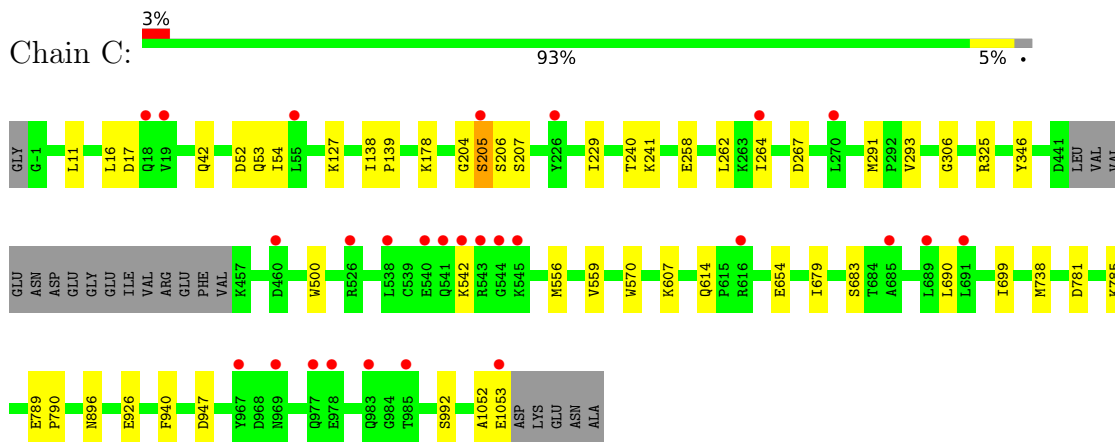 3%
Chain C:
93% 5% •
GLY G-1 L11 L16 D17 Q18 V19 Q42 D52 Q53 I54 L55 K127 I138 P139 K178 G204 S205 S206 S207 Y226 I229 T240 K241 E258 L262 K263 I264 D267 L270 M291 P292 V293 G306 R325 Y346 D441 LEU VAL VAL
GLU ASN ASP GLY GLU ILE VAL ARG GLU PHE VAL K457 D460 W500 R526 L538 C539 E540 Q541 K542 R543 G544 K545 M556 V559 W570 K607 Q614 P615 R616 E654 I679 S683 T684 A685 L689 L690 L691 I699 M738 D781 K785
E789 P790 N896 E926 F940 D947 Y967 D968 N969 Q977 E978 Q983 G984 T985 S992 A1052 E1053 ASP LYS GLU ASN ALA